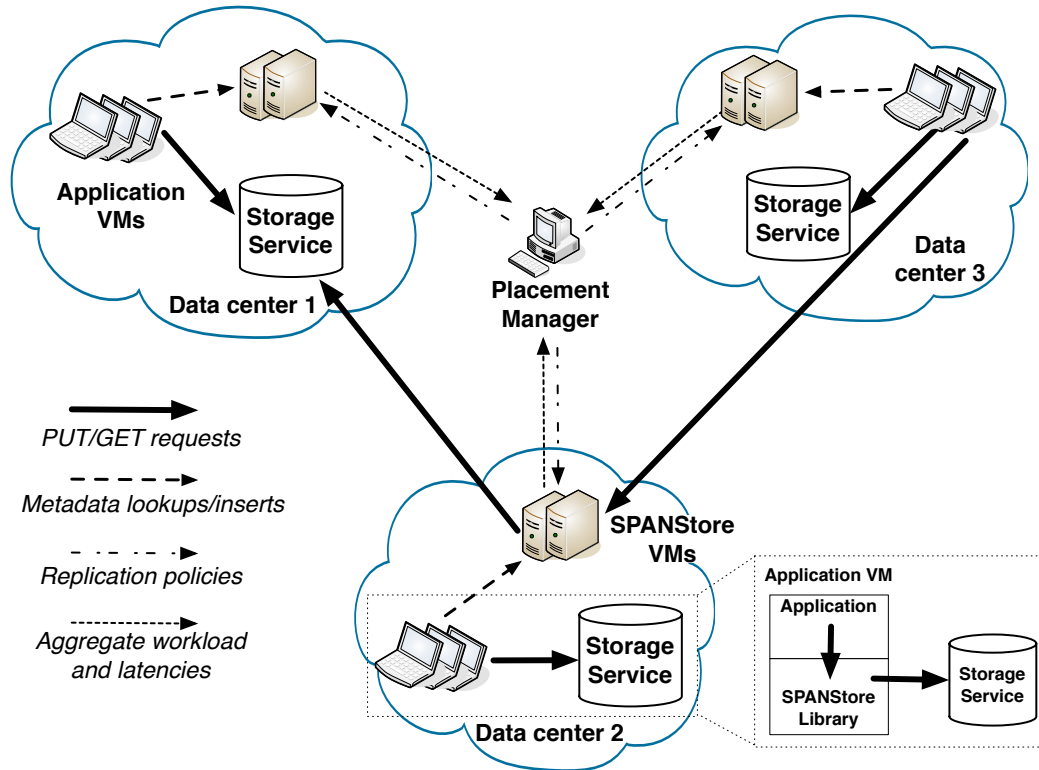 Application
VMs
Storage
Service
Data center 1
Placement
Manager
Storage
Service
Data
center 3
PUT/GET requests
Metadata lookups/inserts
Replication policies
Aggregate workload
and latencies
SPANStore
VMs
Storage
Service
Data center 2
Application VM
Application
SPANStore
Library
Storage
Service